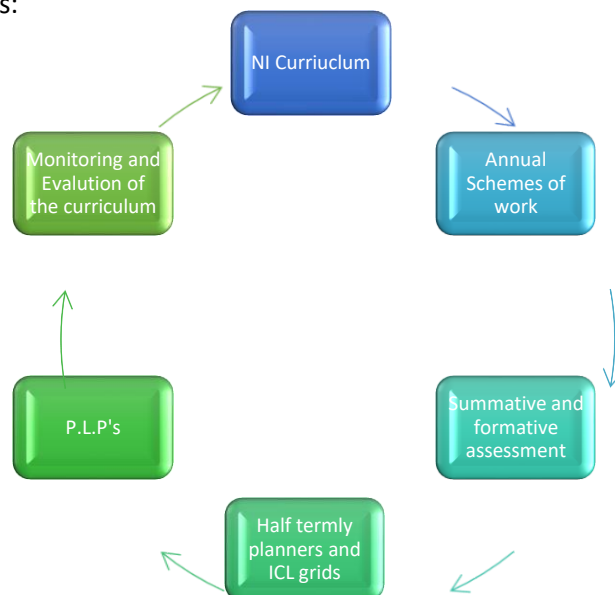 s:
NI Curriuclum
Annual
Schemes of
work
Summative and
formative
assessment
Half termly
planners and
ICL grids
P.L.P's
Monitoring and
Evalution of
the curriculum